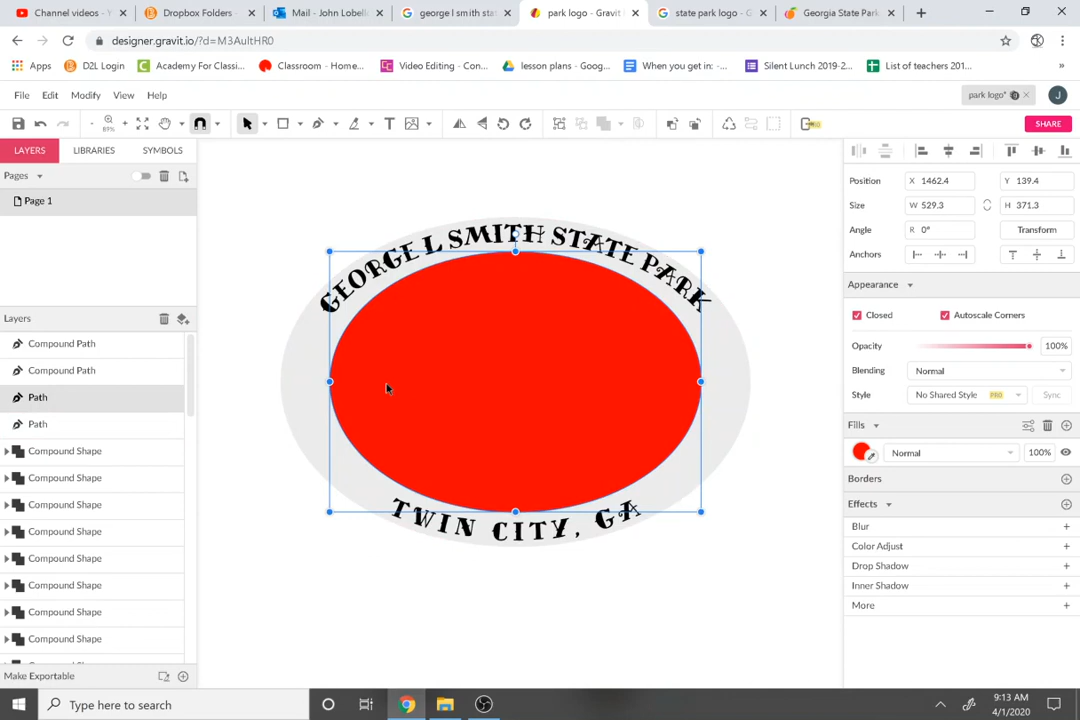 Channel videos - Y
Dropbox Folders -
Mail - John Lobell
george l smith sta
park logo - Gravit
state park logo - G
Georgia State Park
designer.gravit.io/?d=M3AultHR0
Apps
D2L Login
Academy For Classi...
Classroom - Home...
Video Editing - Con...
lesson plans - Goog...
When you get in: -...
Silent Lunch 2019-2...
List of teachers 201...
»
File
Edit
Modify
View
Help
park logo*
J
89%
T
PRO
SHARE
LAYERS
LIBRARIES
SYMBOLS
Pages
Page 1
Layers
Compound Path
Compound Path
Path
Path
Compound Shape
Compound Shape
Compound Shape
Compound Shape
Compound Shape
Compound Shape
Compound Shape
Compound Shape
Make Exportable
GEORGE L SMITH STATE PARK
TWIN CITY, GA
Position
X 1462.4
Y 139.4
Size
W 529.3
H 371.3
Angle
R 0°
Transform
Anchors
Appearance
Closed
Autoscale Corners
Opacity
100%
Blending
Normal
Style
No Shared Style
PRO
Sync
Fills
Normal
100%
Borders
Effects
Blur
Color Adjust
Drop Shadow
Inner Shadow
More
Type here to search
9:13 AM
4/1/2020